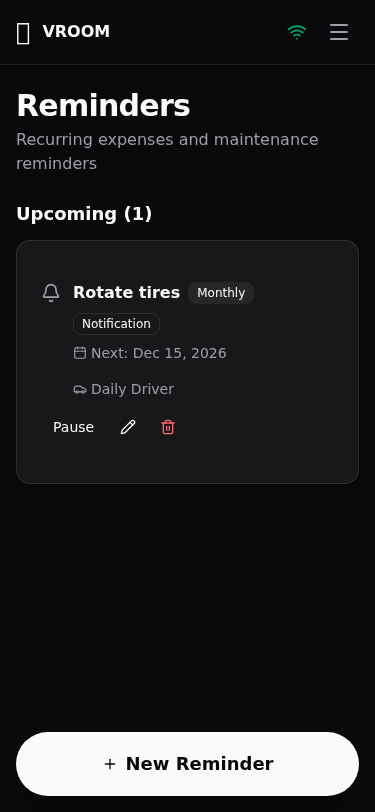 VROOM
Reminders
Recurring expenses and maintenance
reminders
Upcoming (1)
Rotate tires Monthly
Notification
Next: Dec 15, 2026
Daily Driver
Pause
+ New Reminder